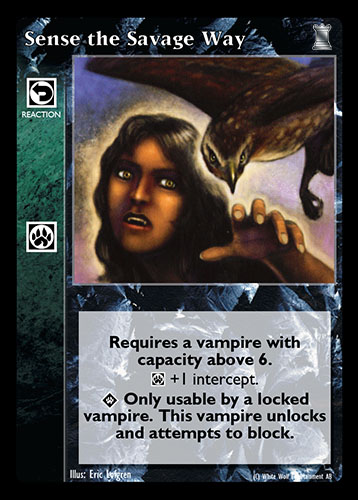 Sense the Savage Way
REACTION
Requires a vampire with
capacity above 6.
+1 intercept.
Only usable by a locked
vampire. This vampire unlocks
and attempts to block.
Illus: Eric Lofgren
(C) White Wolf Entertainment AB